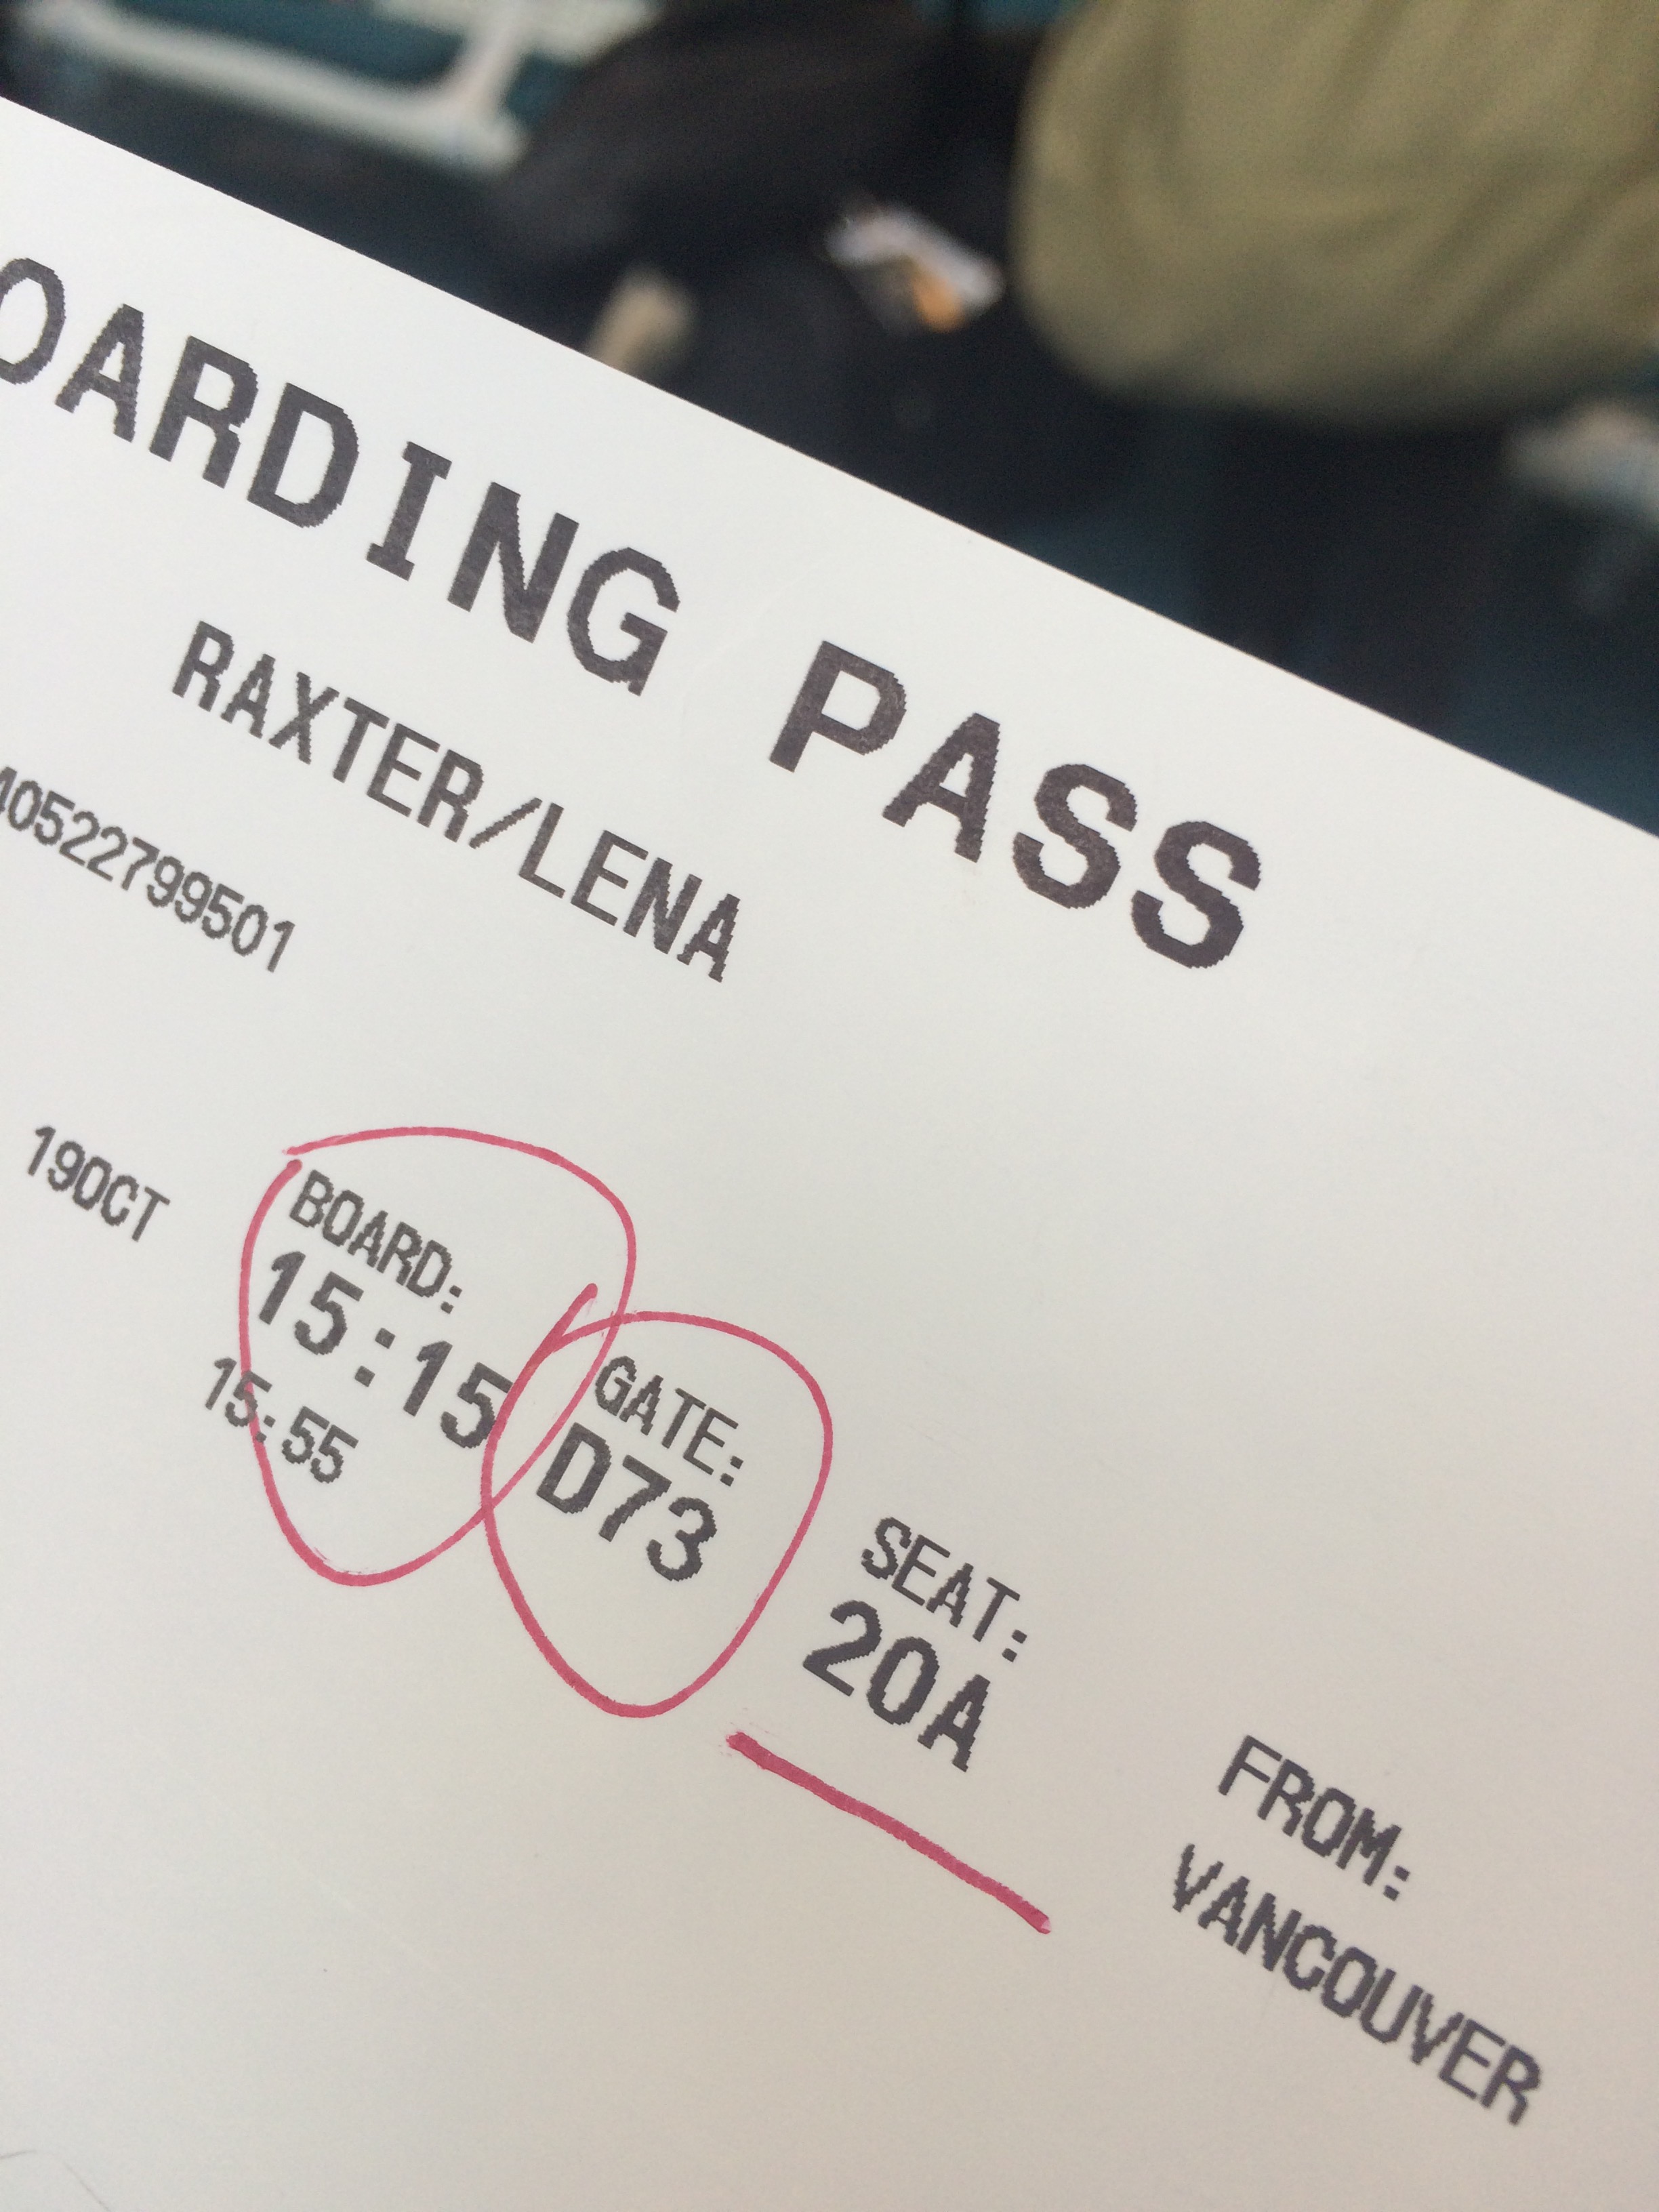 OARDING PASS
RAXTER/LENA
40522799501
19OCT
BOARD:
15:15
15:55
GATE:
D73
SEAT:
20A
FROM:
VANCOUVER